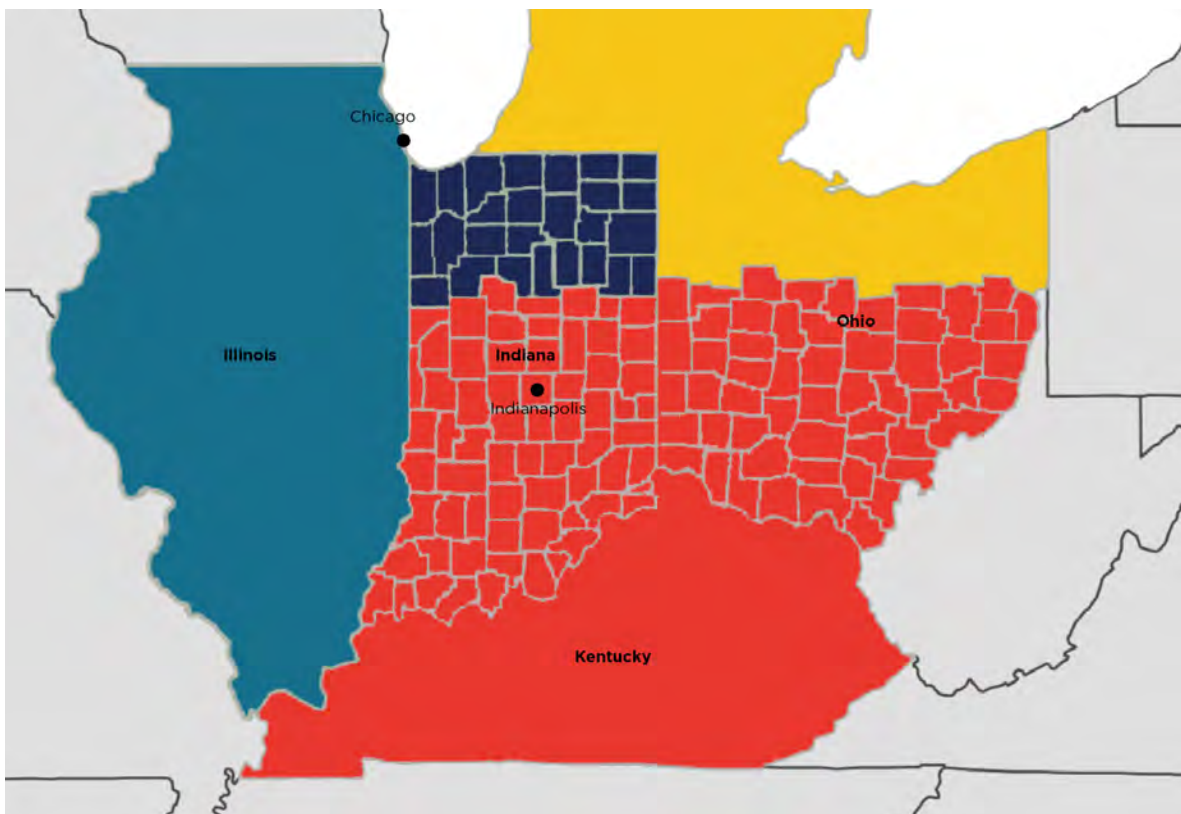 Chicago
Ohio
Illinois
Indiana
Indianapolis
Kentucky